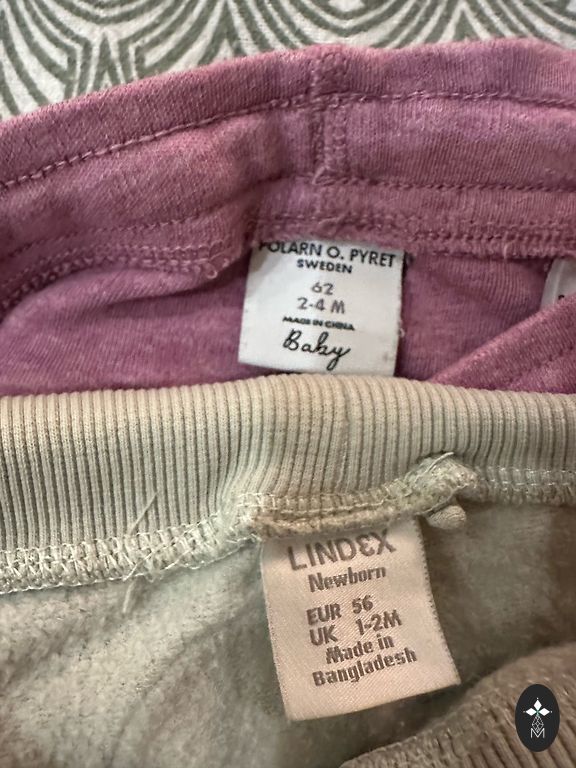 POLARN O. PYRET
SWEDEN
62
2-4 M
MADE IN CHINA
Baby
LINDEX
Newborn
EUR 56
UK 1-2M
Made in
Bangladesh